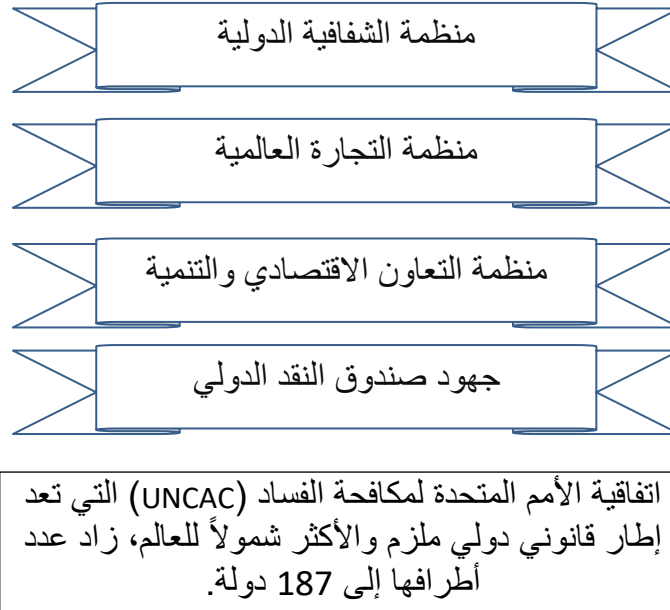 منظمة الشفافية الدولية
منظمة التجارة العالمية
منظمة التعاون الاقتصادي والتنمية
جهود صندوق النقد الدولي
اتفاقية الأمم المتحدة لمكافحة الفساد (UNCAC) التي تعد
إطار قانوني دولي ملزم والأكثر شمولاً للعالم، زاد عدد
أطرافها إلى 187 دولة.